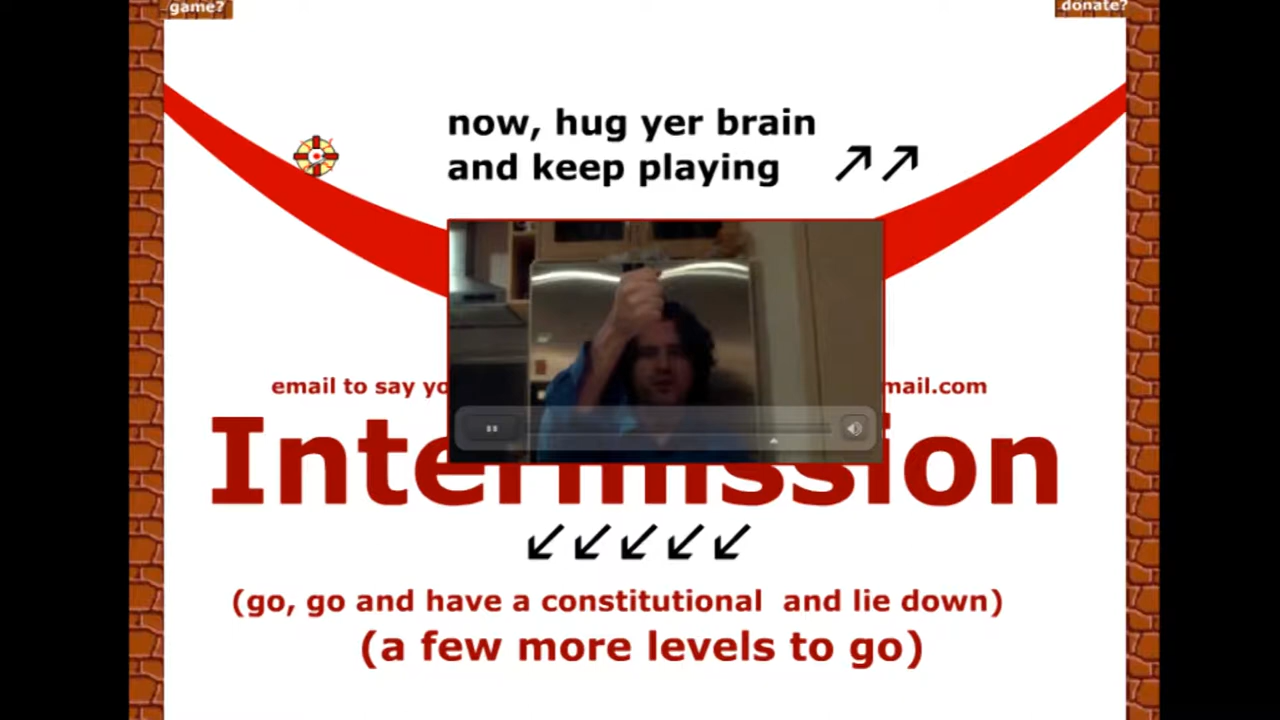 game?
donate?
now, hug yer brain
and keep playing ↗↗
email to say yo
mail.com
Intermission
↙↙↙↙↙
(go, go and have a constitutional and lie down)
(a few more levels to go)